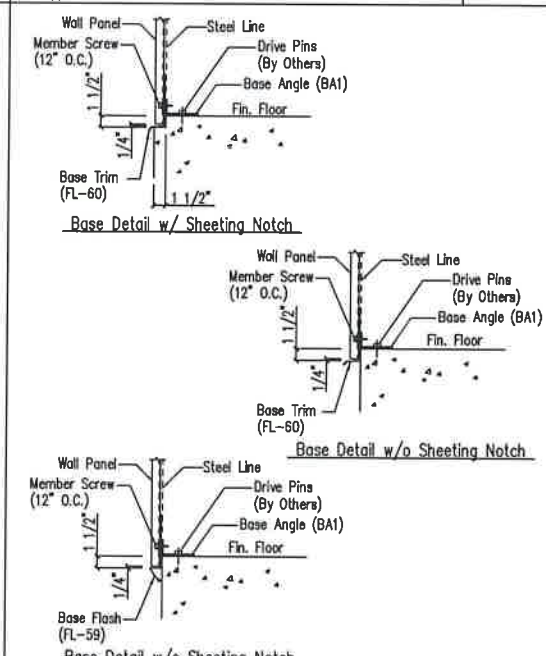 Wall Panel
Steel Line
Member Screw
(12" O.C.)
Drive Pins
(By Others)
Base Angle (BA1)
1 1/2"
Fin. Floor
1/4"
Base Trim
(FL-60)
1 1/2"
Base Detail w/ Sheeting Notch
Wall Panel
Steel Line
Member Screw
(12" O.C.)
Drive Pins
(By Others)
Base Angle (BA1)
1 1/2"
Fin. Floor
1/4"
Base Trim
(FL-60)
Base Detail w/o Sheeting Notch
Wall Panel
Steel Line
Member Screw
(12" O.C.)
Drive Pins
(By Others)
Base Angle (BA1)
1 1/2"
Fin. Floor
1/4"
Base Flash
(FL-59)
Base Detail w/o Sheeting Notch